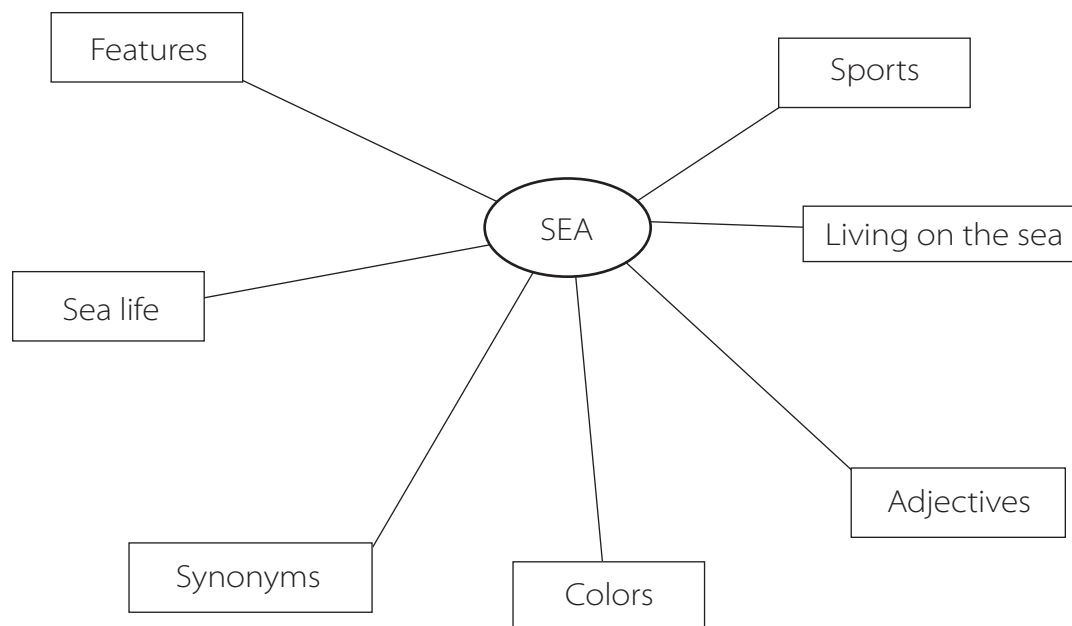 Features
Sports
SEA
Living on the sea
Sea life
Adjectives
Synonyms
Colors